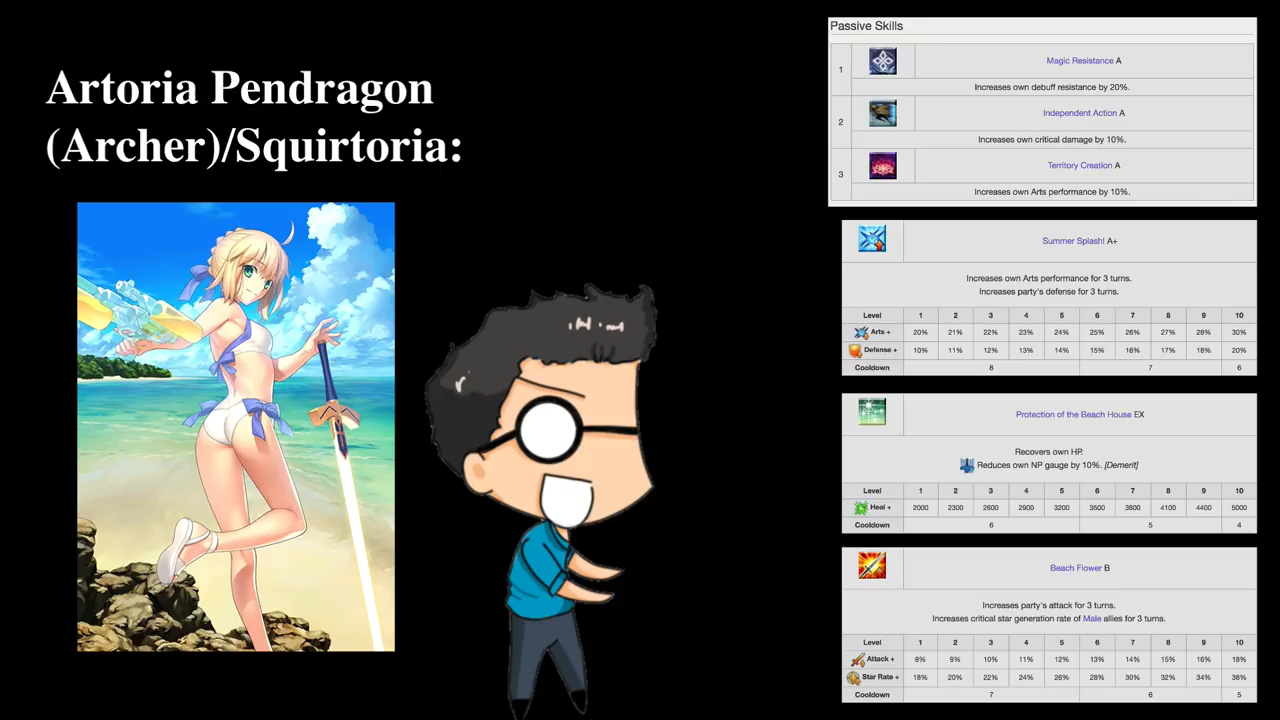 Artoria Pendragon
(Archer)/Squirtoria:
Passive Skills
1
Magic Resistance A
Increases own debuff resistance by 20%.
2
Independent Action A
Increases own critical damage by 10%.
3
Territory Creation A
Increases own Arts performance by 10%.
Summer Splash! A+
Increases own Arts performance for 3 turns.
Increases party's defense for 3 turns.
Level 1 2 3 4 5 6 7 8 9 10
Arts + 20% 21% 22% 23% 24% 25% 26% 27% 28% 30%
Defense + 10% 11% 12% 13% 14% 15% 16% 17% 18% 20%
Cooldown 8 7 6
Protection of the Beach House EX
Recovers own HP.
Reduces own NP gauge by 10%. [Demerit]
Level 1 2 3 4 5 6 7 8 9 10
Heal + 2000 2300 2600 2900 3200 3500 3800 4100 4400 5000
Cooldown 6 5 4
Beach Flower B
Increases party's attack for 3 turns.
Increases critical star generation rate of Male allies for 3 turns.
Level 1 2 3 4 5 6 7 8 9 10
Attack + 8% 9% 10% 11% 12% 13% 14% 15% 16% 18%
Star Rate + 18% 20% 22% 24% 26% 28% 30% 32% 34% 38%
Cooldown 7 6 5